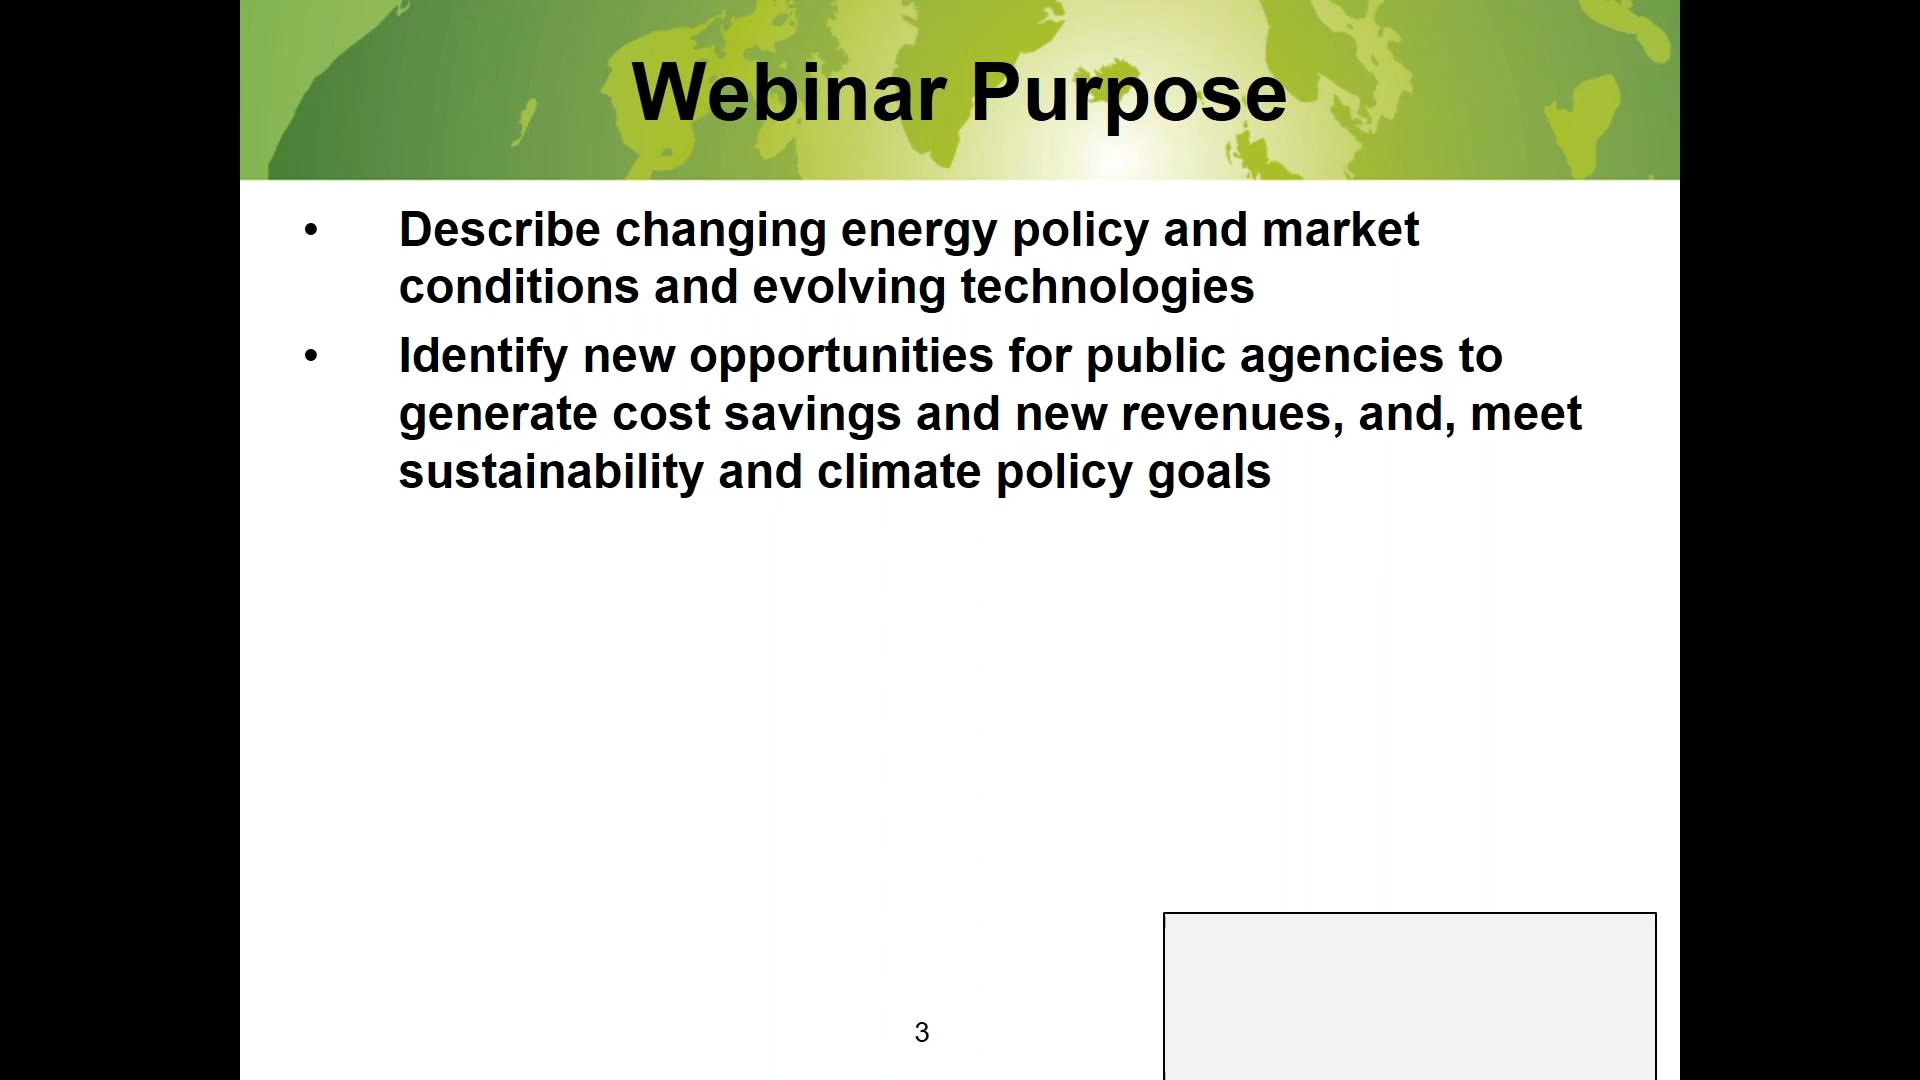 Webinar Purpose
• Describe changing energy policy and market
conditions and evolving technologies
• Identify new opportunities for public agencies to
generate cost savings and new revenues, and, meet
sustainability and climate policy goals
3